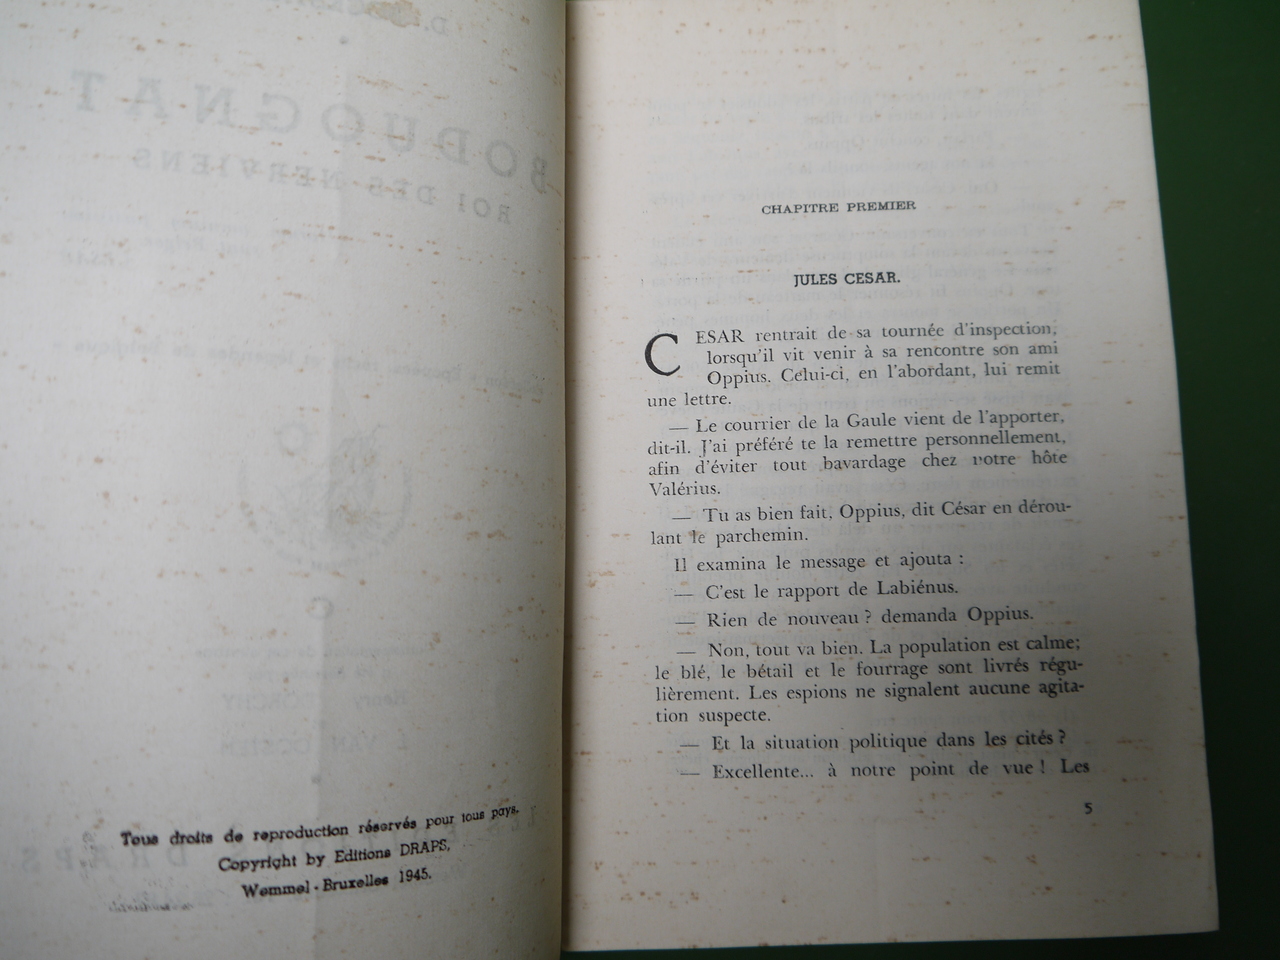 Tous droits de reproduction réservés pour tous pays.
Copyright by Editions DRAPS,
Wemmel - Bruxelles 1945.
CHAPITRE PREMIER
JULES CESAR.
CESAR rentrait de sa tournée d'inspection,
lorsqu'il vit venir à sa rencontre son ami
Oppius. Celui-ci, en l'abordant, lui remit
une lettre.
— Le courrier de la Gaule vient de l'apporter,
dit-il. J'ai préféré te la remettre personnellement,
afin d'éviter tout bavardage chez notre hôte
Valérius.
— Tu as bien fait, Oppius, dit César en dérou-
lant le parchemin.
Il examina le message et ajouta :
— C'est le rapport de Labiénus.
— Rien de nouveau ? demanda Oppius.
— Non, tout va bien. La population est calme;
le blé, le bétail et le fourrage sont livrés régu-
lièrement. Les espions ne signalent aucune agita-
tion suspecte.
— Et la situation politique dans les cités ?
— Excellente... à notre point de vue ! Les
5